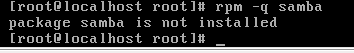 [root@localhost root]# rpm -q samba
package samba is not installed
[root@localhost root]# _